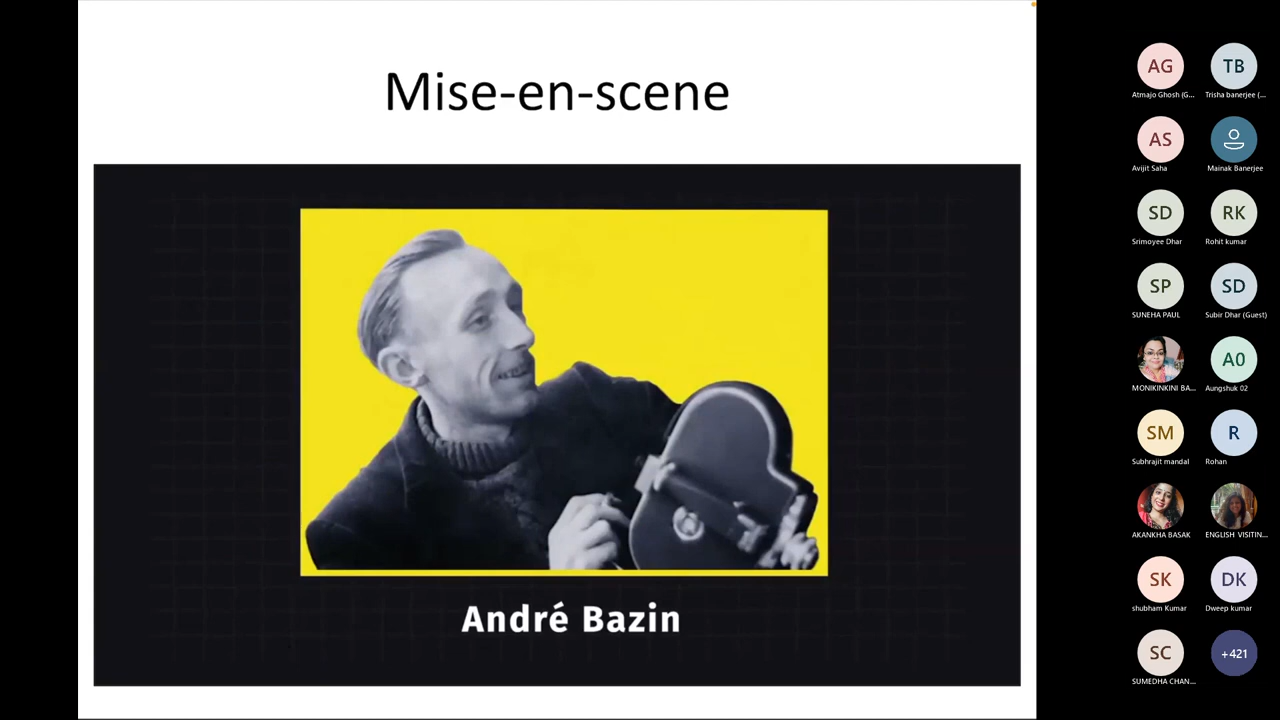 Mise-en-scene
André Bazin
AG
Atmajo Ghosh (G...
TB
Trisha banerjee (...
AS
Avijit Saha
Mainak Banerjee
SD
Srimoyee Dhar
RK
Rohit kumar
SP
SUNEHA PAUL
SD
Subir Dhar (Guest)
MONIKINKINI BA...
A0
Aungshuk 02
SM
Subhrajit mandal
R
Rohan
AKANKHA BASAK
ENGLISH VISITIN...
SK
shubham Kumar
DK
Dweep kumar
SC
SUMEDHA CHAN...
+421